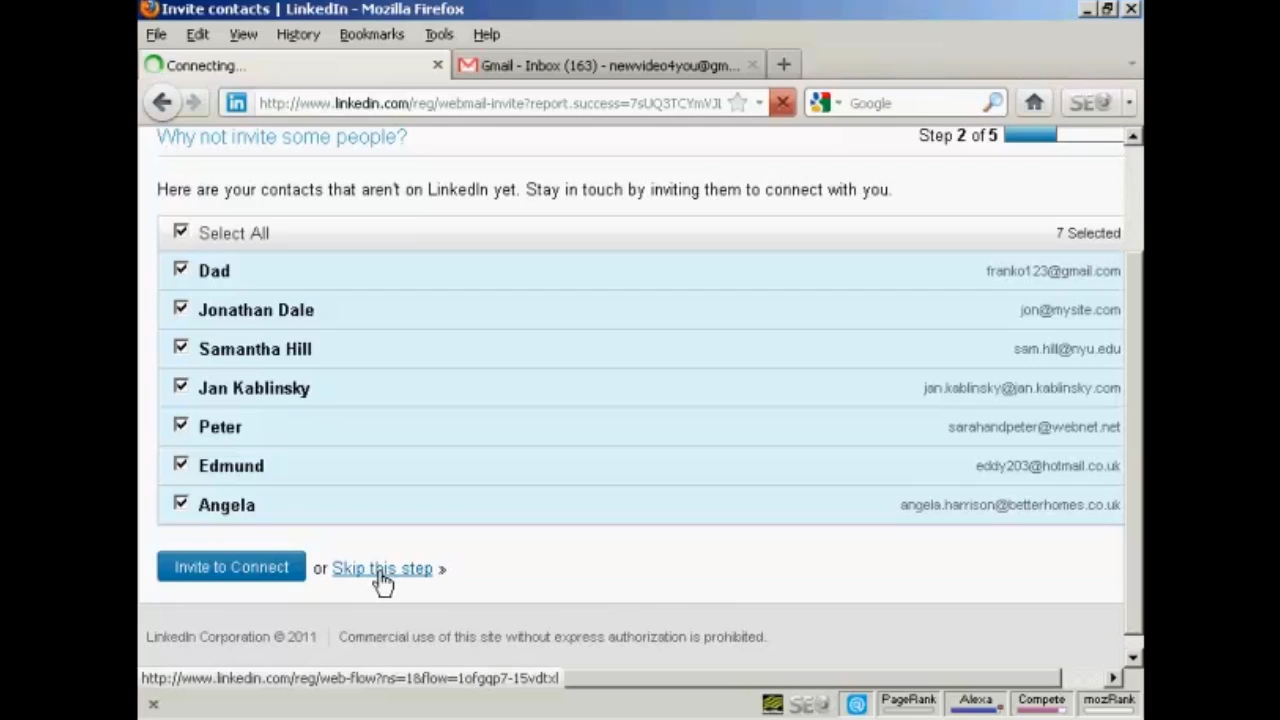 Invite contacts | LinkedIn - Mozilla Firefox
File Edit View History Bookmarks Tools Help
Connecting... Gmail - Inbox (163) - newvideo4you@gm...
in http://www.linkedin.com/reg/webmail-invite?report.success= Google SE
Why not invite some people? Step 2 of 5
Here are your contacts that aren't on LinkedIn yet. Stay in touch by inviting them to connect with you.
Select All 7 Selected
Dad franko123@gmail.com
Jonathan Dale jon@mysite.com
Samantha Hill sam.hill@nyu.edu
Jan Kablinsky jan.kablinsky@jan.kablinsky.com
Peter sarahandpeter@webnet.net
Edmund eddy203@hotmail.co.uk
Angela angela.harrison@betterhomes.co.uk
Invite to Connect or Skip this step »
LinkedIn Corporation © 2011 Commercial use of this site without express authorization is prohibited.
http://www.linkedin.com/reg/web-flow?ns=1&flow=1ofgqp7-15vdtxl
SE @ PageRank Alexa Compete mozRank